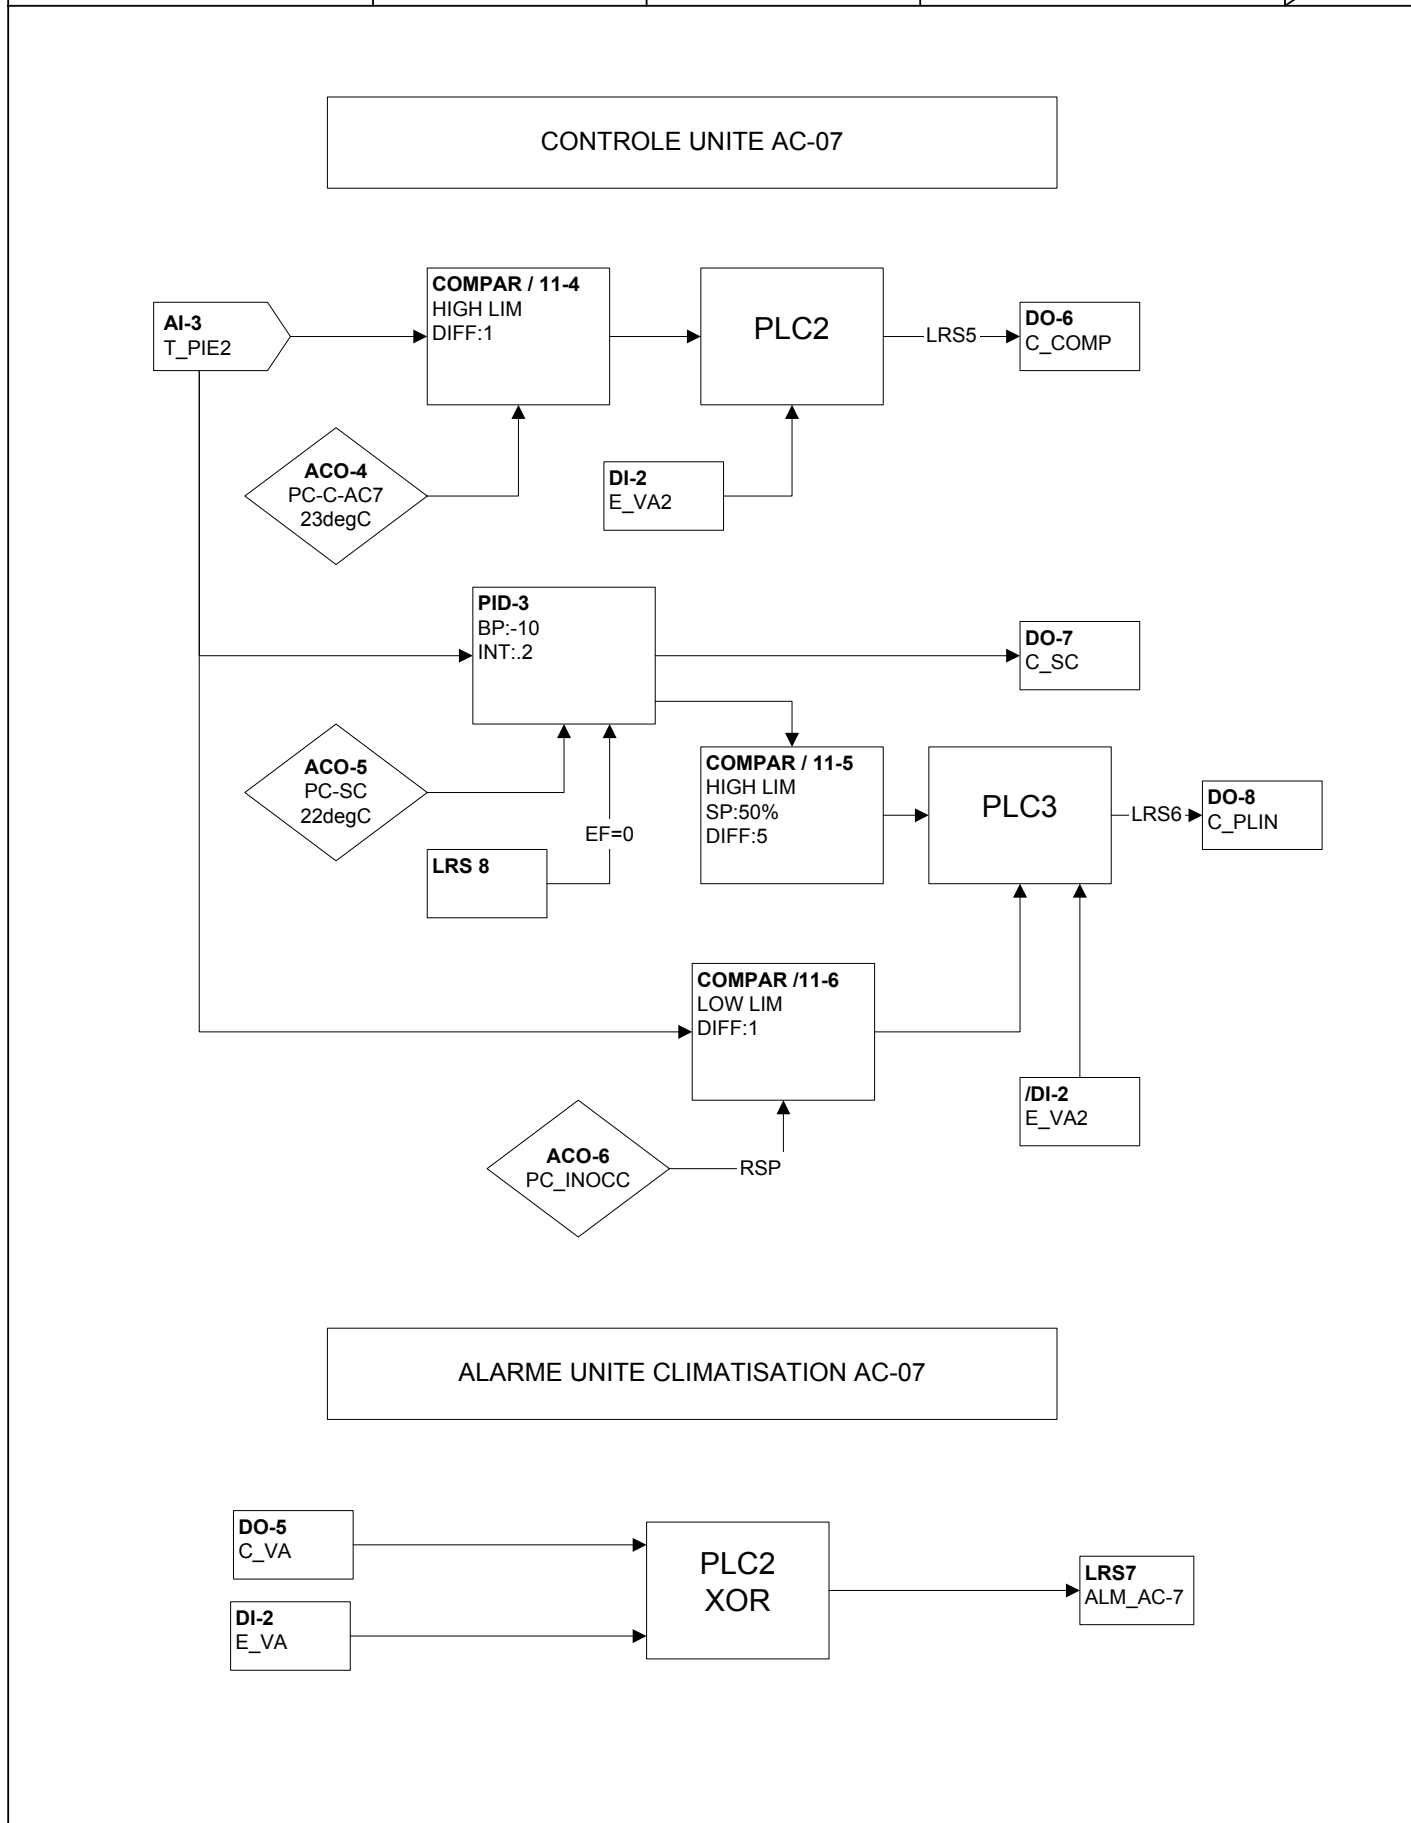 CONTROLE UNITE AC-07
AI-3
T_PIE2
COMPAR / 11-4
HIGH LIM
DIFF:1
PLC2
LRS5
DO-6
C_COMP
ACO-4
PC-C-AC7
23degC
DI-2
E_VA2
PID-3
BP:-10
INT:.2
DO-7
C_SC
ACO-5
PC-SC
22degC
LRS 8
EF=0
COMPAR / 11-5
HIGH LIM
SP:50%
DIFF:5
PLC3
LRS6
DO-8
C_PLIN
COMPAR /11-6
LOW LIM
DIFF:1
/DI-2
E_VA2
ACO-6
PC_INOCC
RSP
ALARME UNITE CLIMATISATION AC-07
DO-5
C_VA
DI-2
E_VA
PLC2
XOR
LRS7
ALM_AC-7